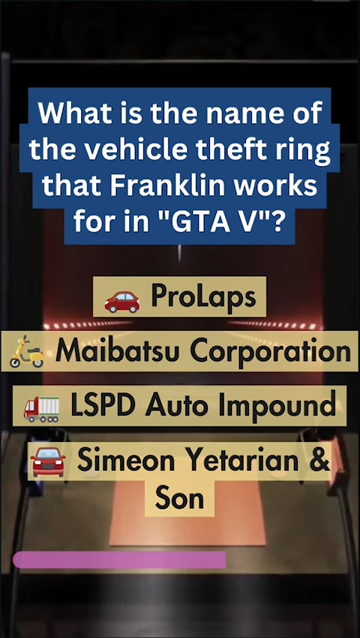 What is the name of
the vehicle theft ring
that Franklin works
for in "GTA V"?
🚗 ProLaps
🛵 Maibatsu Corporation
🚛 LSPD Auto Impound
🚘 Simeon Yetarian &
Son